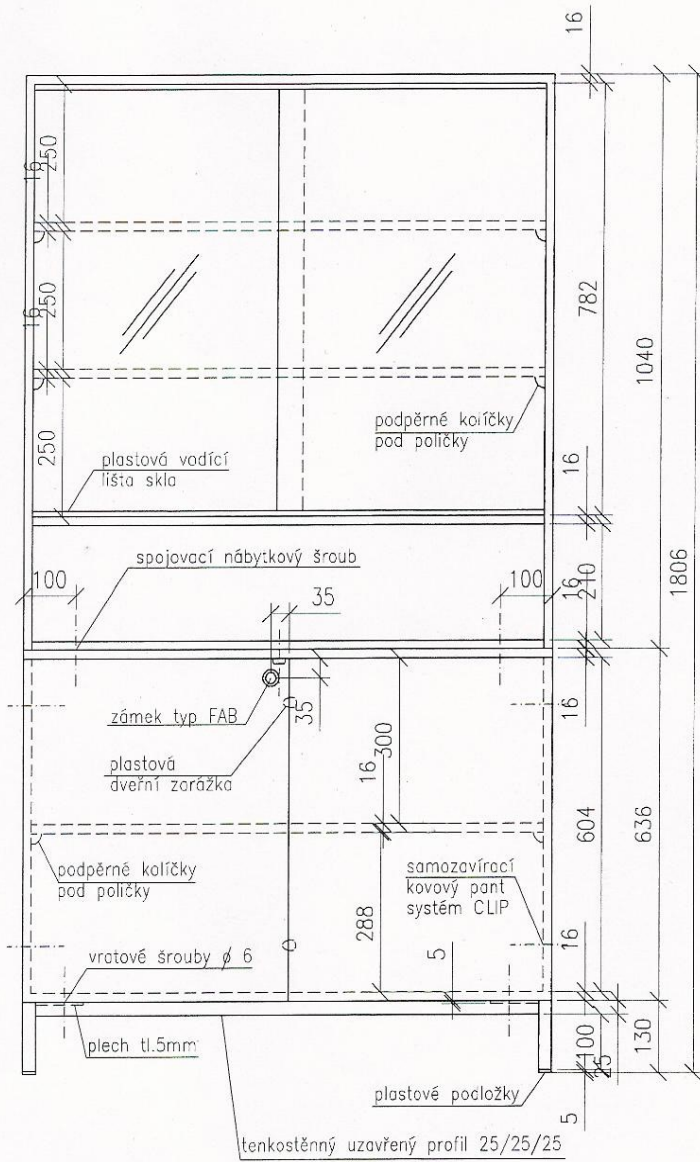 16
250
16
250
16
250
782
1040
1806
podpěrné kolíčky
pod poličky
plastová vodící
lišta skla
16
spojovací nábytkový šroub
100
35
100
16
210
zámek typ FAB
35
16
plastová
dveřní zarážka
300
16
604
636
podpěrné kolíčky
pod poličky
samozavírací
kovový pant
systém CLIP
288
16
vratové šrouby ø 6
5
plech tl.5mm
100
25
130
plastové podložky
5
tenkostěnný uzavřený profil 25/25/25